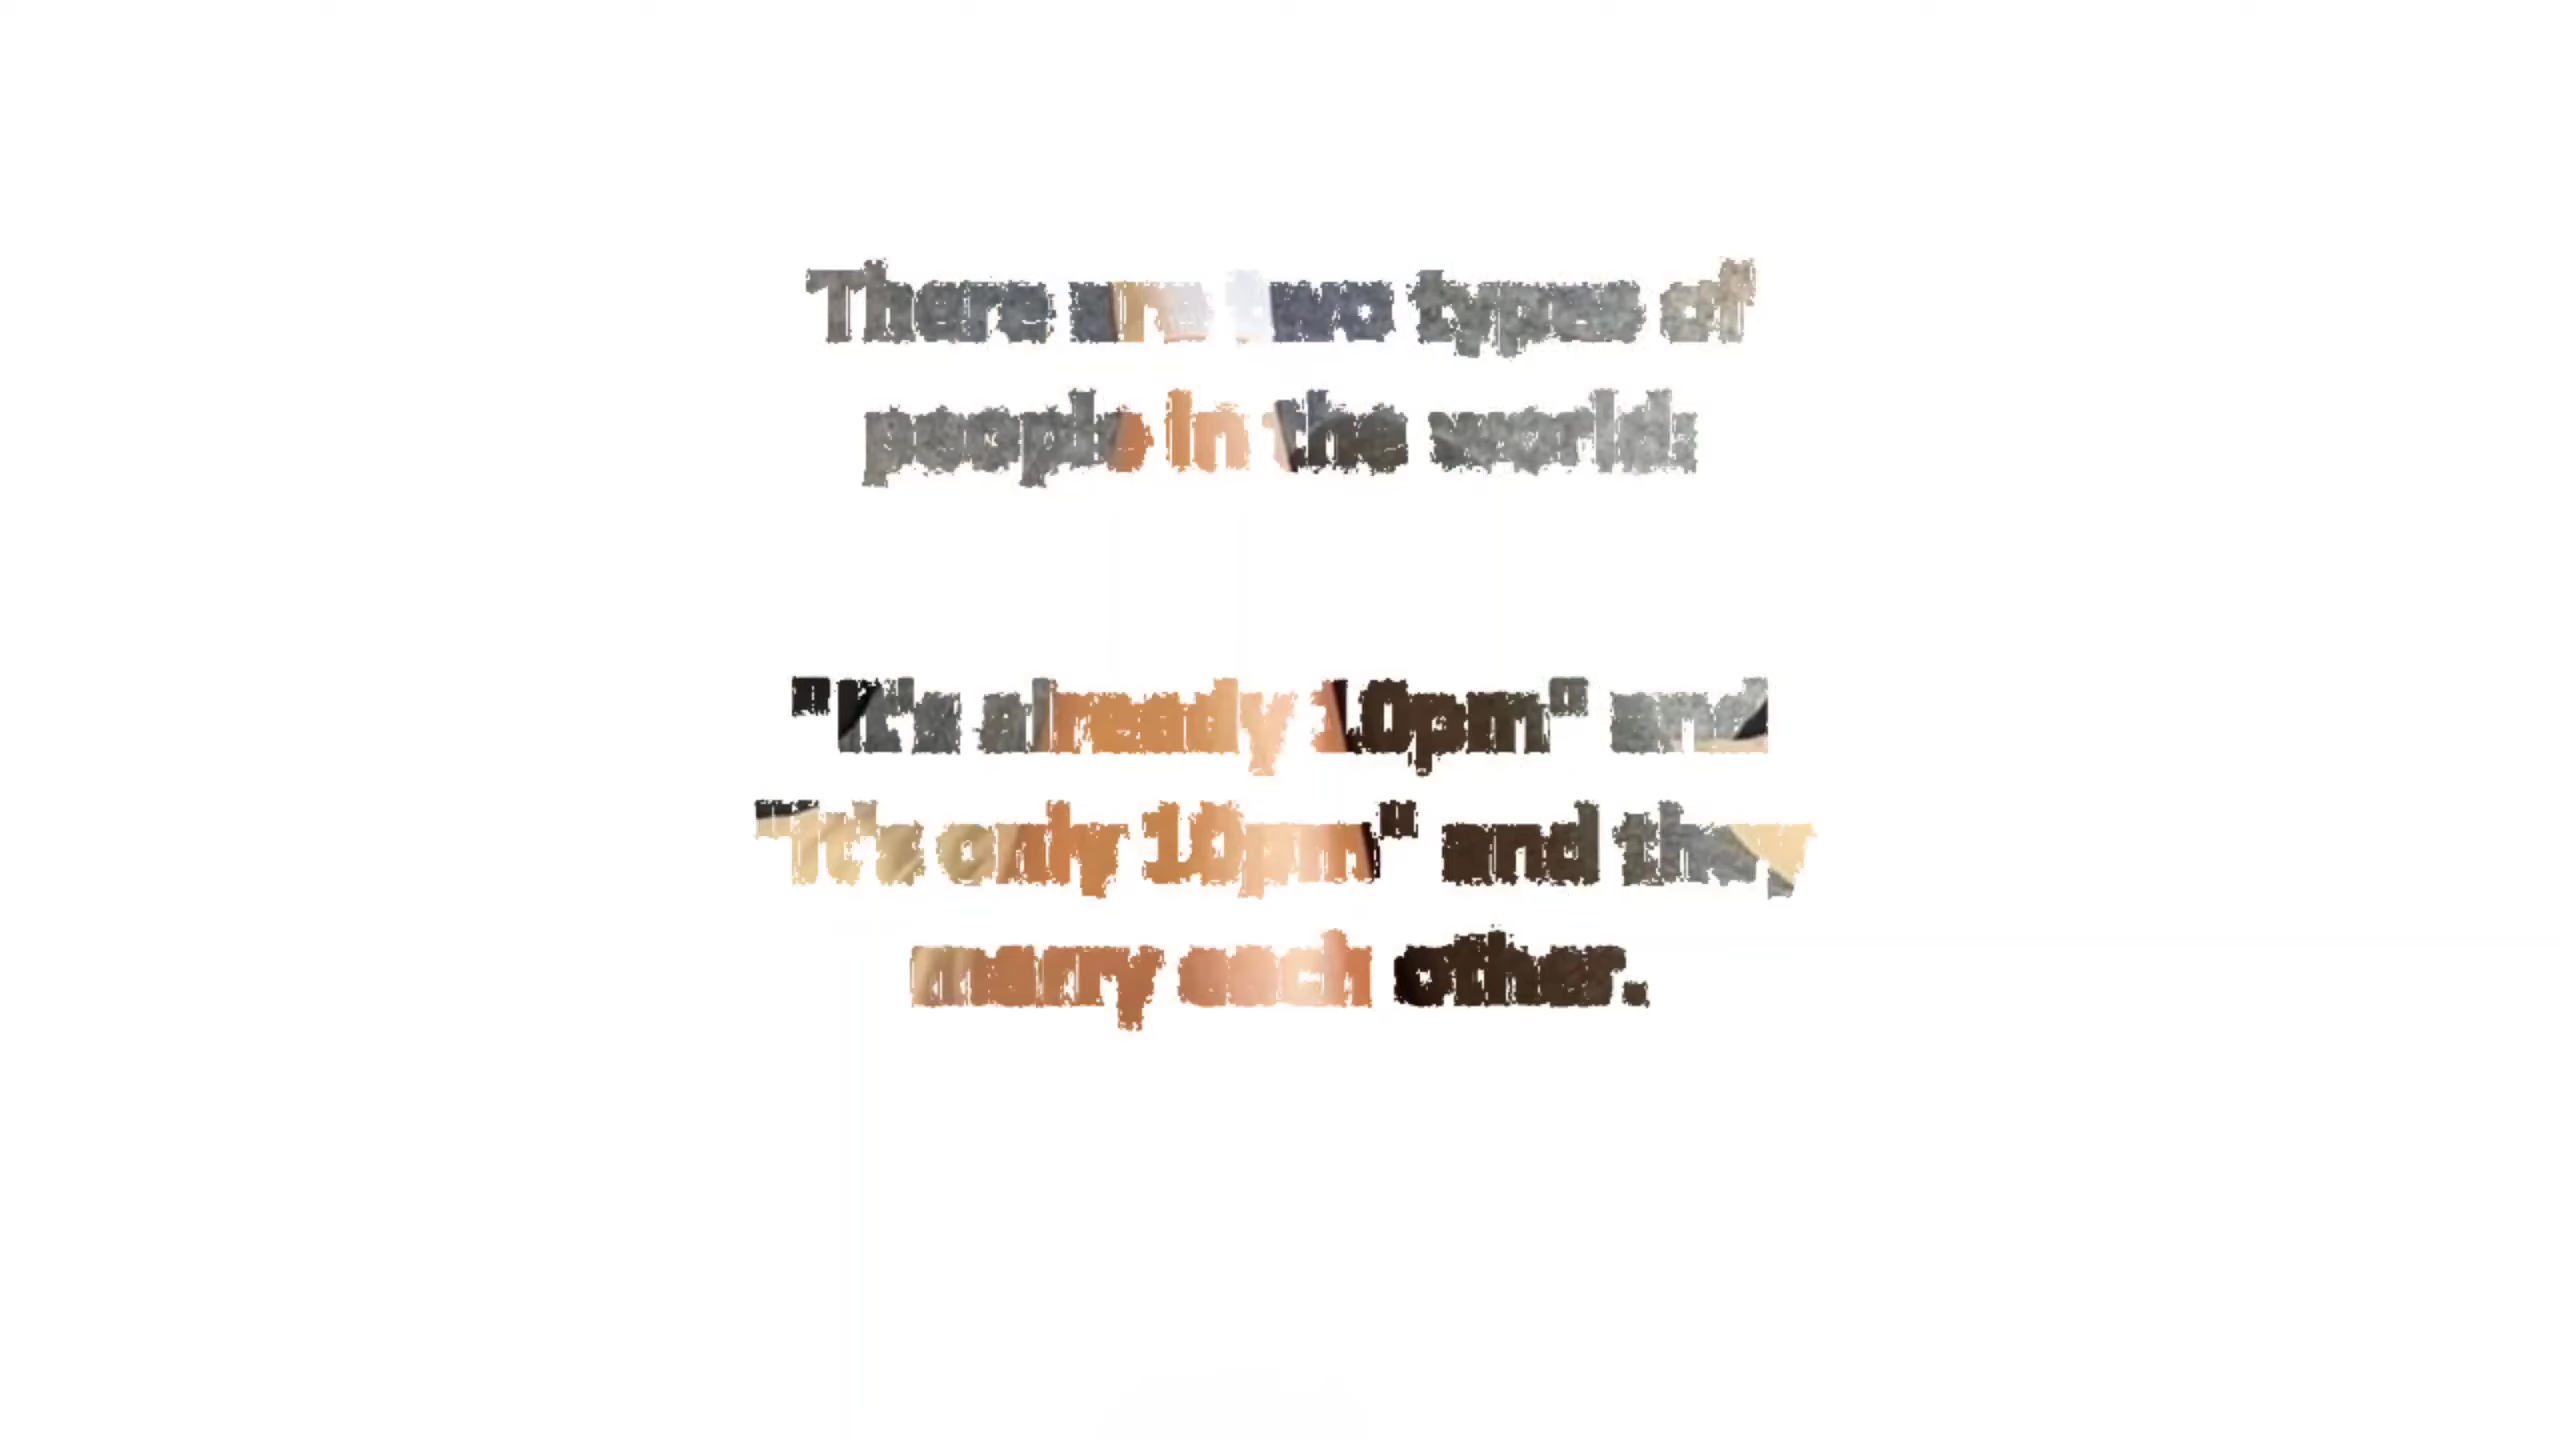 There are two types of
people in the world:
"It's already 10pm" and
"It's only 10pm" and they
marry each other.